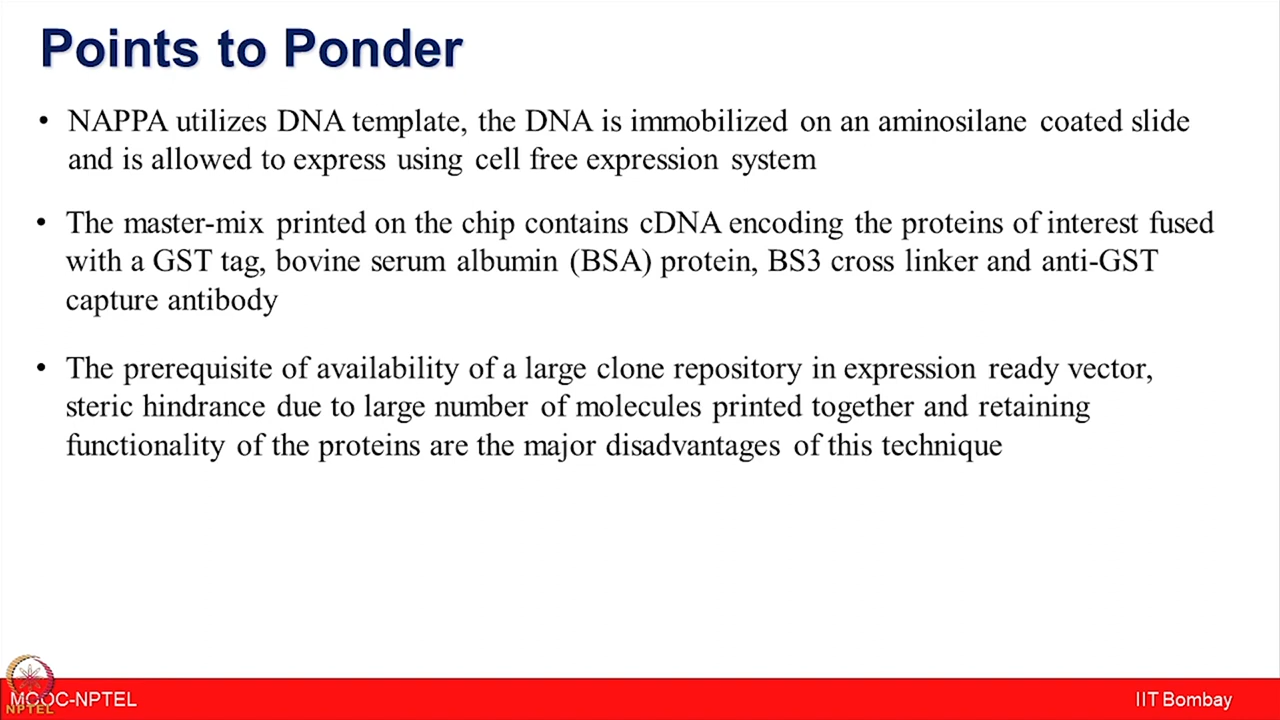 Points to Ponder
• NAPPA utilizes DNA template, the DNA is immobilized on an aminosilane coated slide
and is allowed to express using cell free expression system
• The master-mix printed on the chip contains cDNA encoding the proteins of interest fused
with a GST tag, bovine serum albumin (BSA) protein, BS3 cross linker and anti-GST
capture antibody
• The prerequisite of availability of a large clone repository in expression ready vector,
steric hindrance due to large number of molecules printed together and retaining
functionality of the proteins are the major disadvantages of this technique
MOOC-NPTEL
NPTEL
IIT Bombay